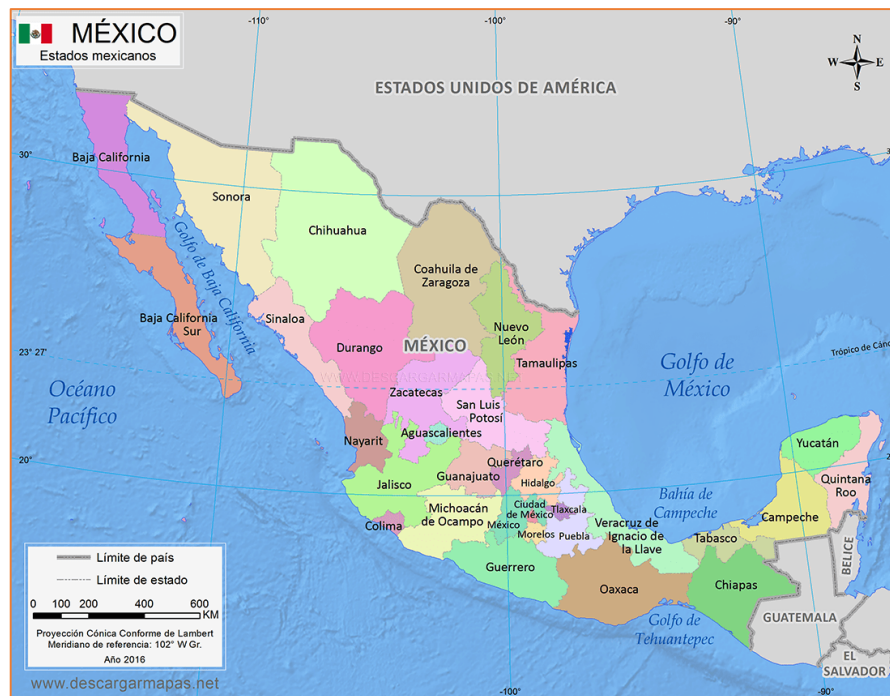 MÉXICO
Estados mexicanos
-110°
-100°
-90°
N
W
E
S
ESTADOS UNIDOS DE AMÉRICA
30°
Baja California
Sonora
Chihuahua
Coahuila de
Zaragoza
Golfo de Baja California
Baja California
Sur
Sinaloa
Nuevo
León
Durango
MÉXICO
Tamaulipas
23° 27'
Golfo de
México
WWW.DESCARGARMAPAS.NET
Océano
Pacífico
Zacatecas
San Luis
Potosí
Aguascalientes
Nayarit
Yucatán
20°
Querétaro
Guanajuato
Hidalgo
Jalisco
Quintana
Roo
Bahía de
Campeche
Michoacán
de Ocampo
Ciudad
de México
Tlaxcala
Campeche
Colima
México
Veracruz de
Ignacio de
la Llave
Morelos
Puebla
Tabasco
BELICE
Guerrero
Oaxaca
Chiapas
GUATEMALA
Golfo de
Tehuantepec
EL
SALVADOR
Límite de país
Límite de estado
0 100 200 400 600
KM
Proyección Cónica Conforme de Lambert
Meridiano de referencia: 102° W Gr.
Año 2016
www.descargarmapas.net
-100°
-90°